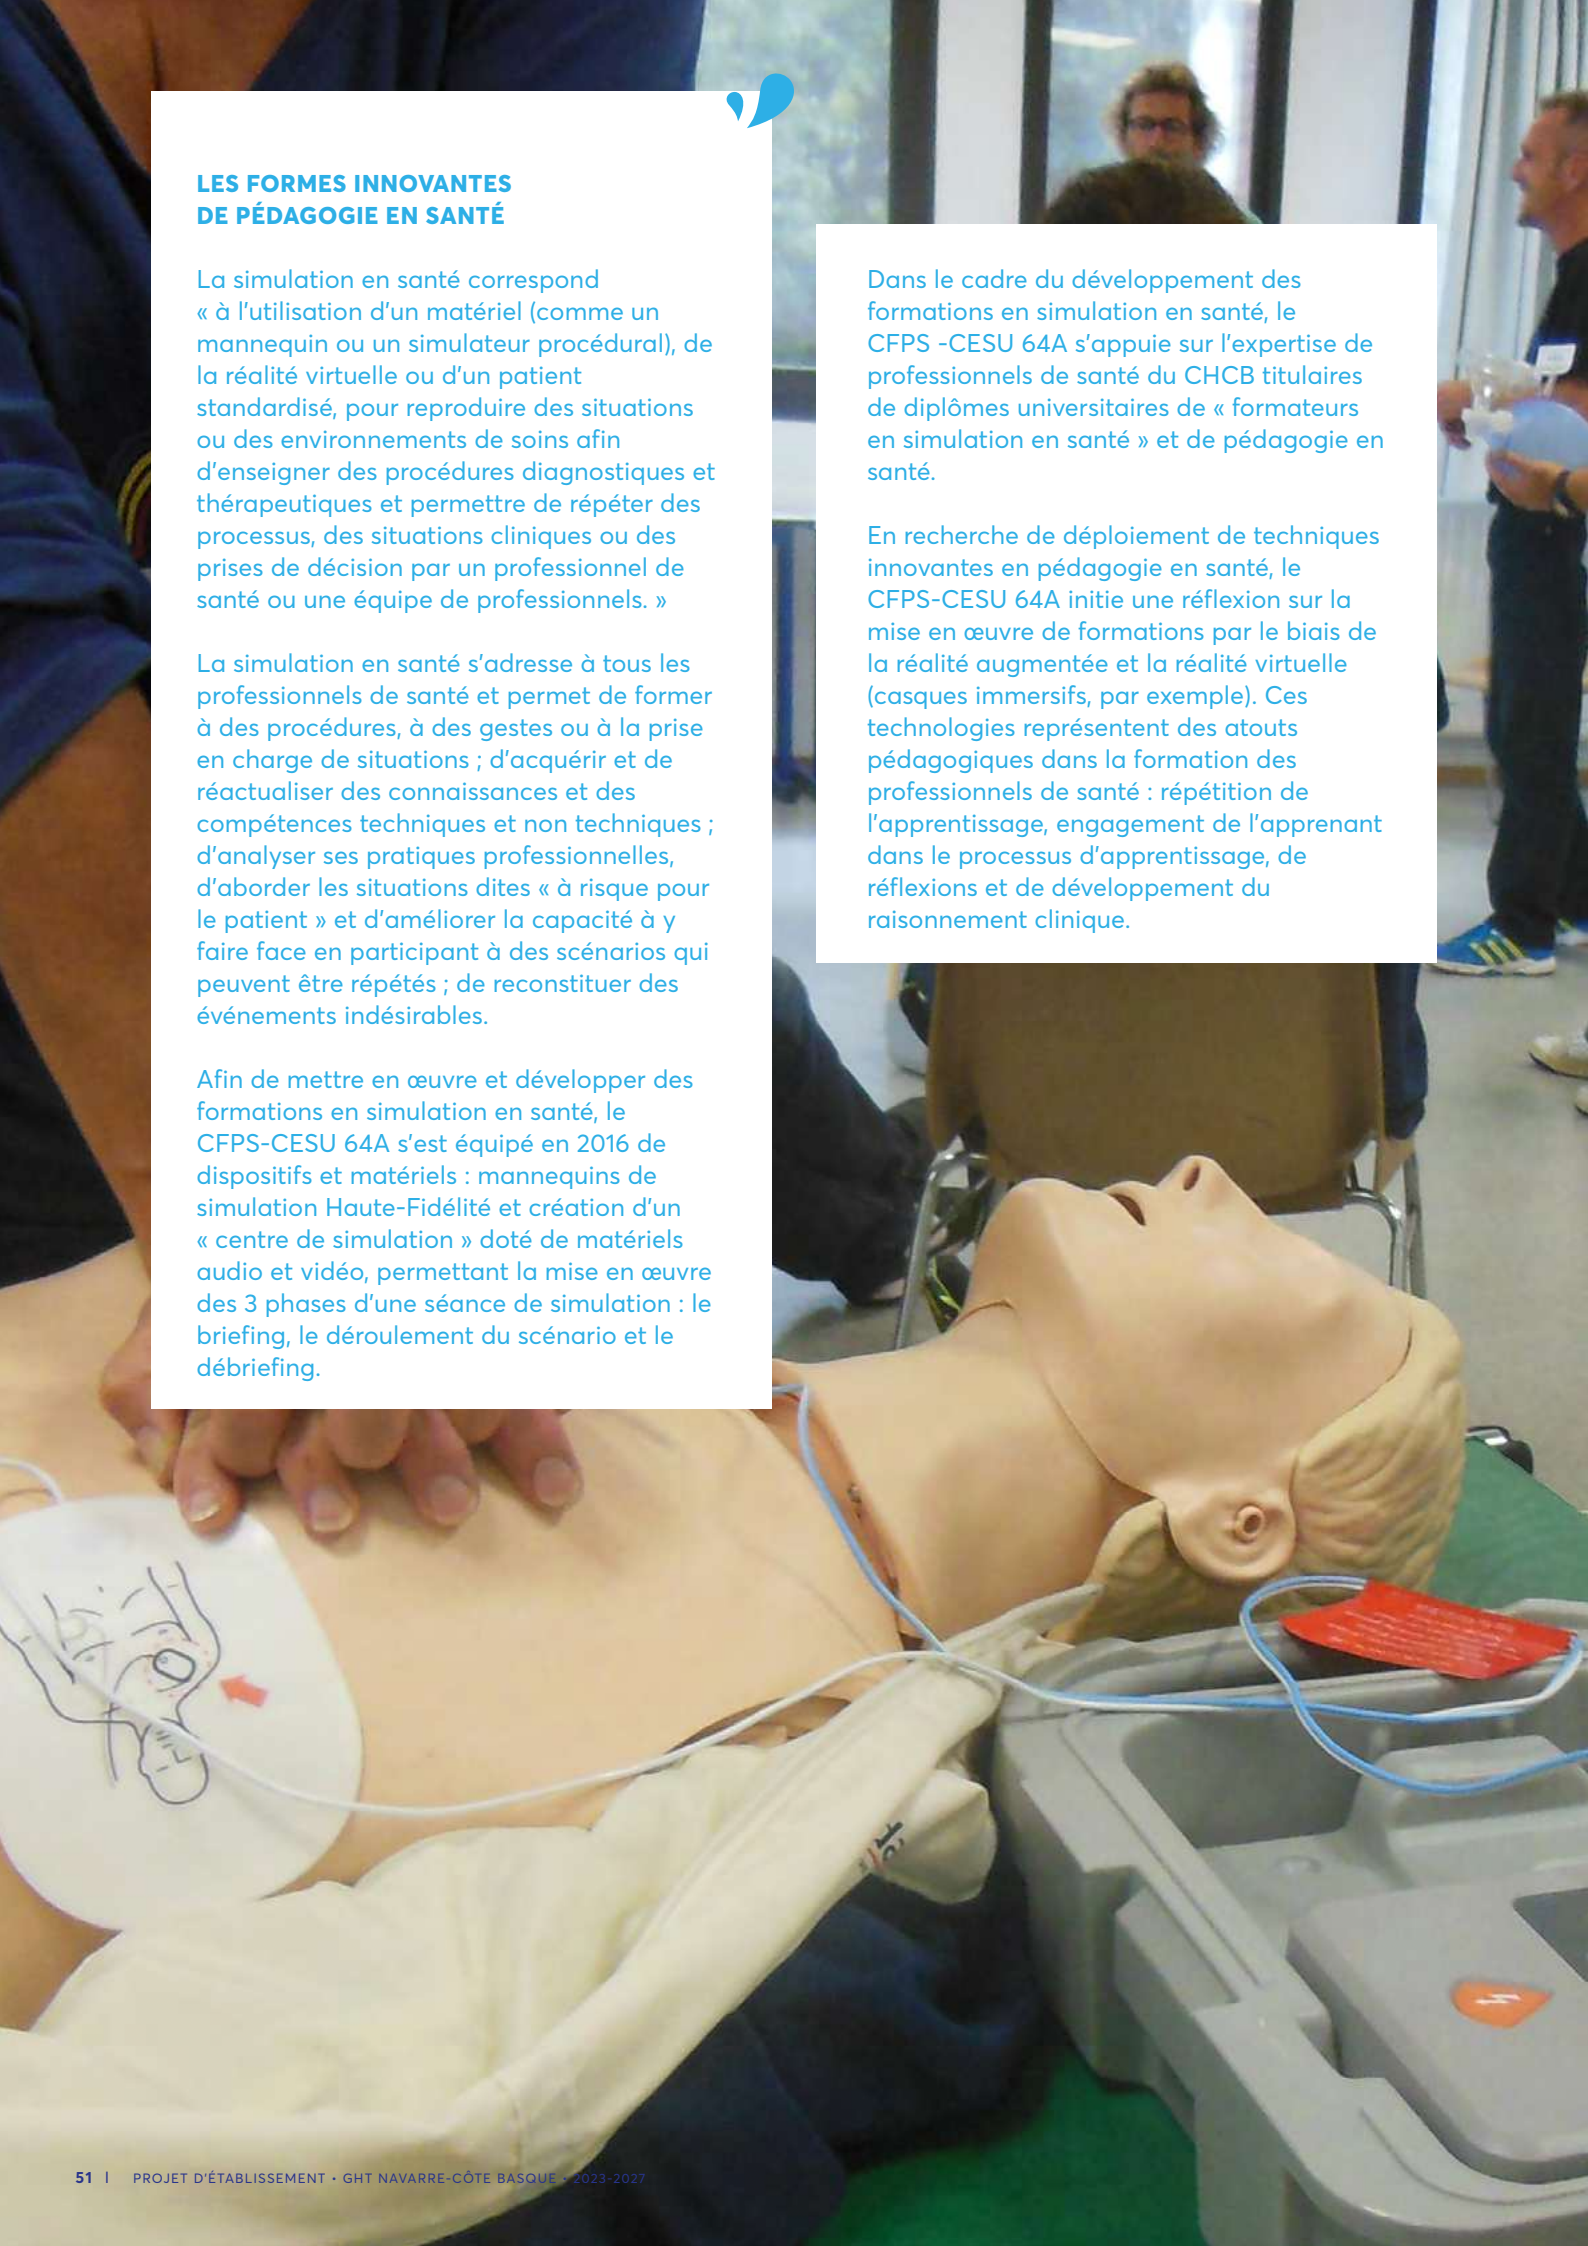 LES FORMES INNOVANTES
DE PÉDAGOGIE EN SANTÉ
La simulation en santé correspond
« à l'utilisation d'un matériel (comme un
mannequin ou un simulateur procédural), de
la réalité virtuelle ou d'un patient
standardisé, pour reproduire des situations
ou des environnements de soins afin
d'enseigner des procédures diagnostiques et
thérapeutiques et permettre de répéter des
processus, des situations cliniques ou des
prises de décision par un professionnel de
santé ou une équipe de professionnels. »
La simulation en santé s'adresse à tous les
professionnels de santé et permet de former
à des procédures, à des gestes ou à la prise
en charge de situations ; d'acquérir et de
réactualiser des connaissances et des
compétences techniques et non techniques ;
d'analyser ses pratiques professionnelles,
d'aborder les situations dites « à risque pour
le patient » et d'améliorer la capacité à y
faire face en participant à des scénarios qui
peuvent être répétés ; de reconstituer des
événements indésirables.
Afin de mettre en œuvre et développer des
formations en simulation en santé, le
CFPS-CESU 64A s'est équipé en 2016 de
dispositifs et matériels : mannequins de
simulation Haute-Fidélité et création d'un
« centre de simulation » doté de matériels
audio et vidéo, permettant la mise en œuvre
des 3 phases d'une séance de simulation : le
briefing, le déroulement du scénario et le
débriefing.
Dans le cadre du développement des
formations en simulation en santé, le
CFPS -CESU 64A s'appuie sur l'expertise de
professionnels de santé du CHCB titulaires
de diplômes universitaires de « formateurs
en simulation en santé » et de pédagogie en
santé.
En recherche de déploiement de techniques
innovantes en pédagogie en santé, le
CFPS-CESU 64A initie une réflexion sur la
mise en œuvre de formations par le biais de
la réalité augmentée et la réalité virtuelle
(casques immersifs, par exemple). Ces
technologies représentent des atouts
pédagogiques dans la formation des
professionnels de santé : répétition de
l'apprentissage, engagement de l'apprenant
dans le processus d'apprentissage, de
réflexions et de développement du
raisonnement clinique.
51 | PROJET D'ÉTABLISSEMENT • GHT NAVARRE-CÔTE BASQUE • 2023-2027